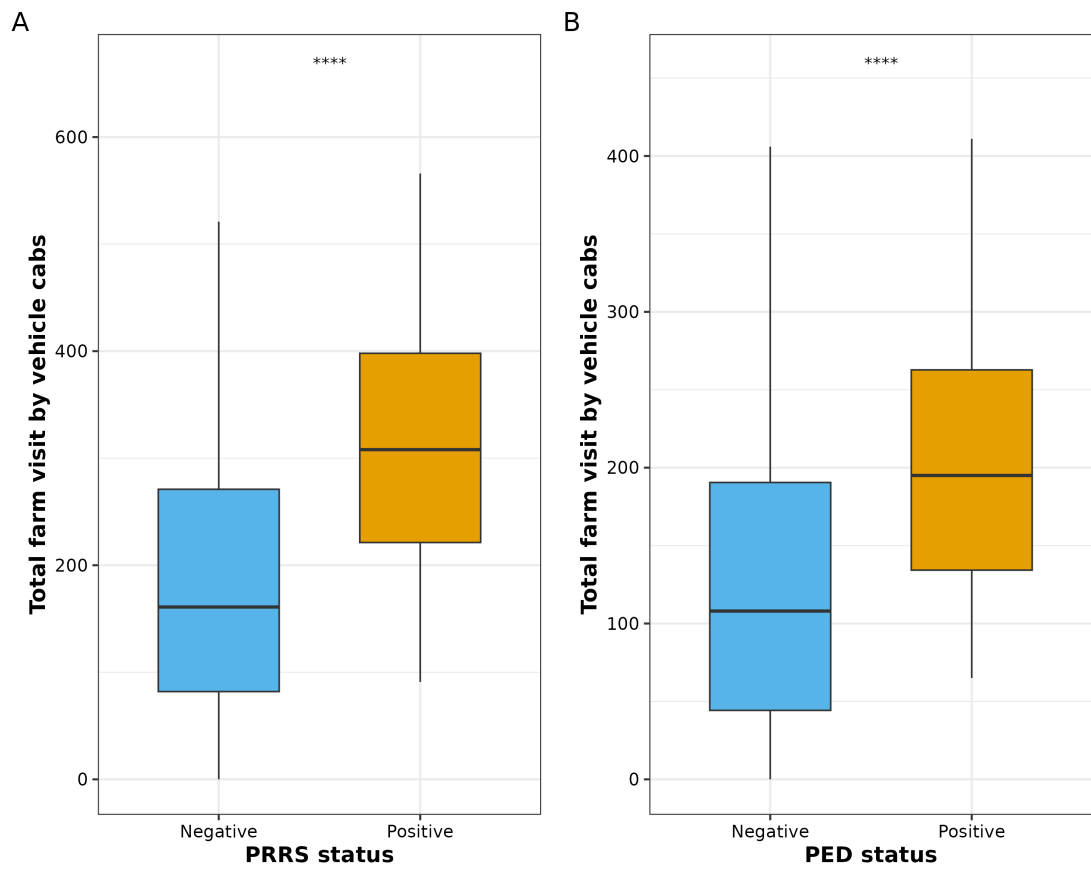 A
****
Total farm visit by vehicle cabs
600
400
200
0
Negative
Positive
PRRS status
B
****
Total farm visit by vehicle cabs
400
300
200
100
0
Negative
Positive
PED status